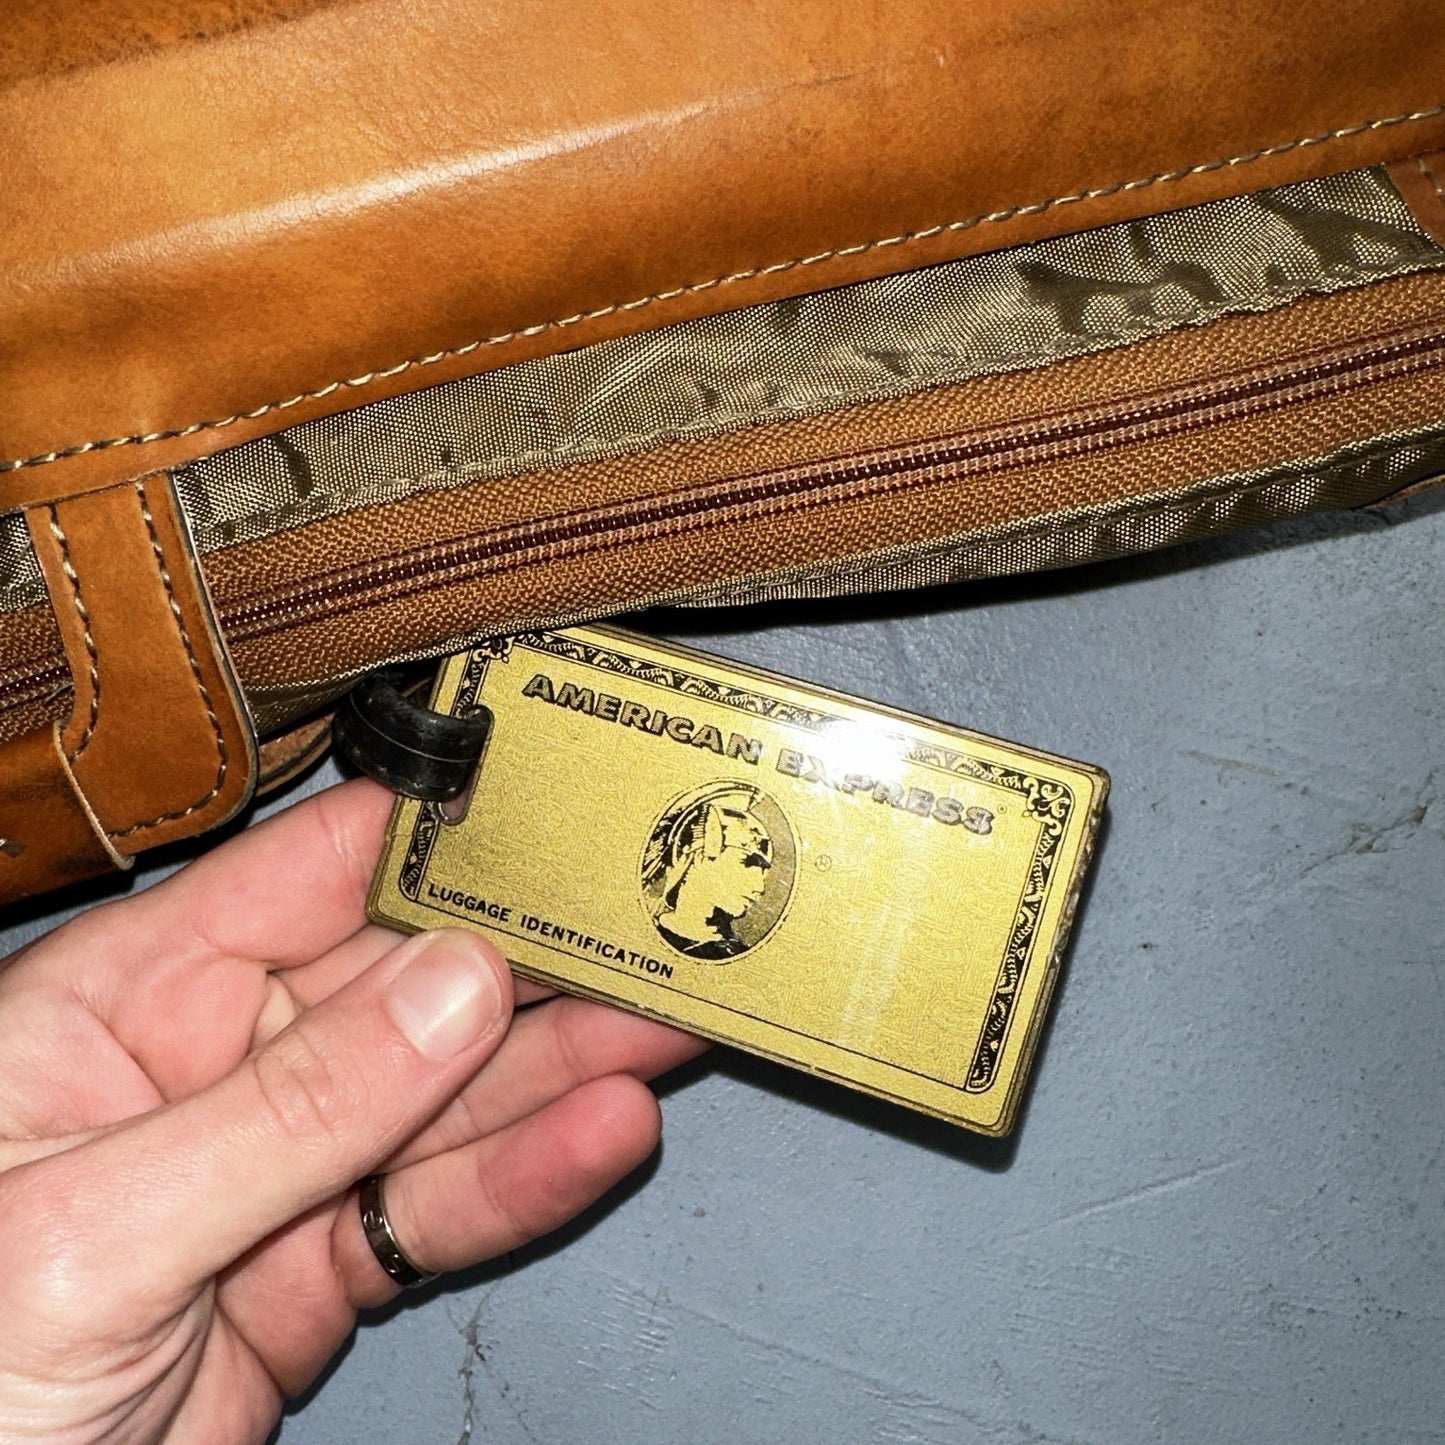 AMERICAN EXPRESS®
®
LUGGAGE IDENTIFICATION